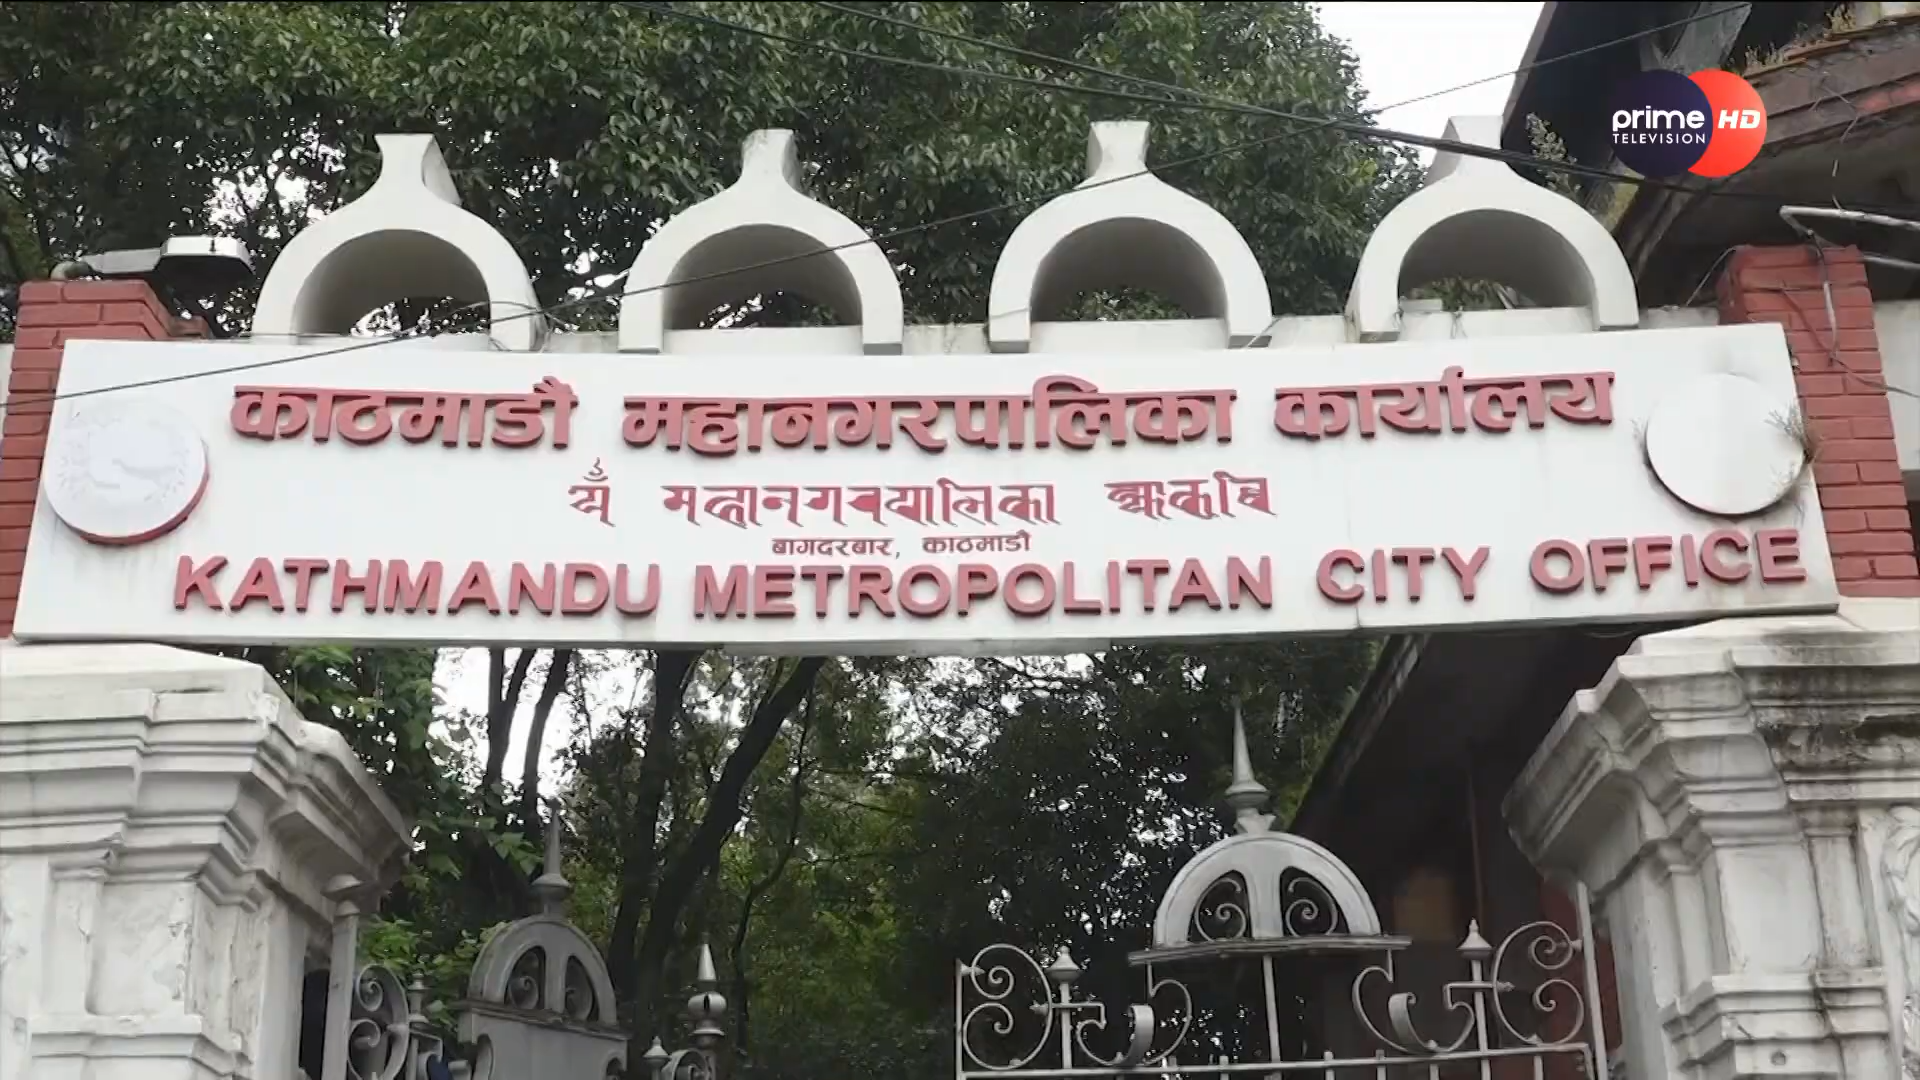 prime HD
TELEVISION
काठमाडौं महानगरपालिका कार्यालय
बागदरबार, काठमाडौं
KATHMANDU METROPOLITAN CITY OFFICE